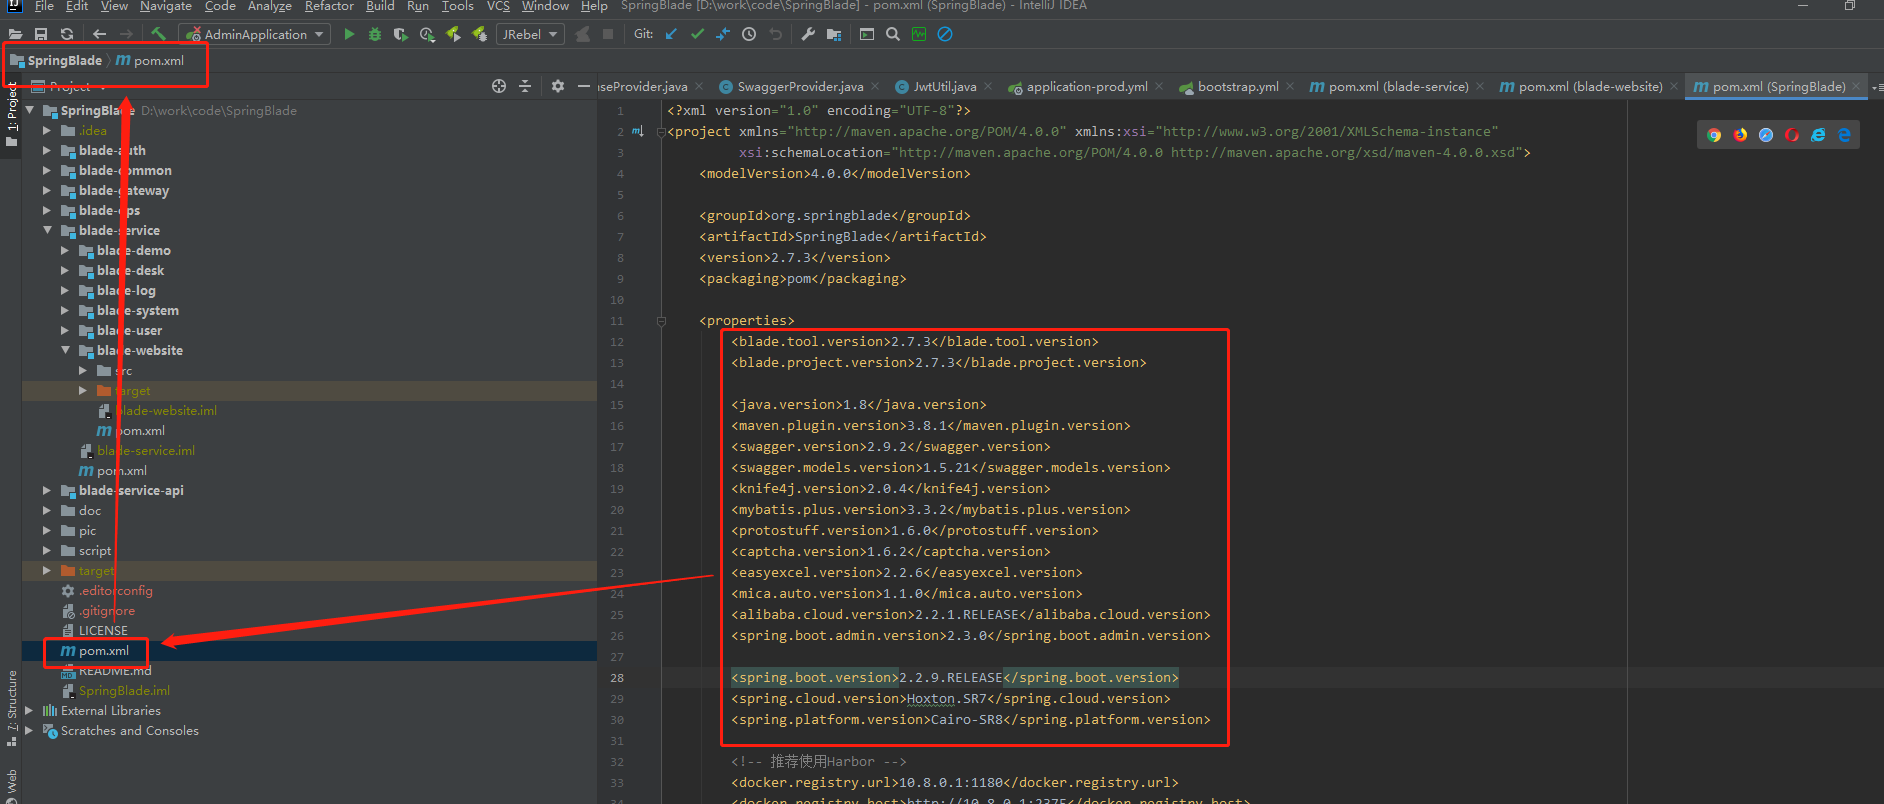 File Edit View Navigate Code Analyze Refactor Build Run Tools VCS Window Help SpringBlade [D:\work\code\SpringBlade] - pom.xml (SpringBlade) - IntelliJ IDEA
AdminApplication JRebel Git:
SpringBlade pom.xml
Project
SwaggerProvider.java JwtUtil.java application-prod.yml bootstrap.yml pom.xml (blade-service) pom.xml (blade-website) pom.xml (SpringBlade)
1: Project
SpringBlade D:\work\code\SpringBlade
.idea
blade-auth
blade-common
blade-gateway
blade-ops
blade-service
blade-demo
blade-desk
blade-log
blade-system
blade-user
blade-website
src
target
blade-website.iml
pom.xml
blade-service.iml
pom.xml
blade-service-api
doc
pic
script
target
.editorconfig
.gitignore
LICENSE
pom.xml
README.md
SpringBlade.iml
External Libraries
Scratches and Consoles
7: Structure
Web
1 <?xml version="1.0" encoding="UTF-8"?>
2 <project xmlns="http://maven.apache.org/POM/4.0.0" xmlns:xsi="http://www.w3.org/2001/XMLSchema-instance"
3 xsi:schemaLocation="http://maven.apache.org/POM/4.0.0 http://maven.apache.org/xsd/maven-4.0.0.xsd">
4 <modelVersion>4.0.0</modelVersion>
5
6 <groupId>org.springblade</groupId>
7 <artifactId>SpringBlade</artifactId>
8 <version>2.7.3</version>
9 <packaging>pom</packaging>
10
11 <properties>
12 <blade.tool.version>2.7.3</blade.tool.version>
13 <blade.project.version>2.7.3</blade.project.version>
14
15 <java.version>1.8</java.version>
16 <maven.plugin.version>3.8.1</maven.plugin.version>
17 <swagger.version>2.9.2</swagger.version>
18 <swagger.models.version>1.5.21</swagger.models.version>
19 <knife4j.version>2.0.4</knife4j.version>
20 <mybatis.plus.version>3.3.2</mybatis.plus.version>
21 <protostuff.version>1.6.0</protostuff.version>
22 <captcha.version>1.6.2</captcha.version>
23 <easyexcel.version>2.2.6</easyexcel.version>
24 <mica.auto.version>1.1.0</mica.auto.version>
25 <alibaba.cloud.version>2.2.1.RELEASE</alibaba.cloud.version>
26 <spring.boot.admin.version>2.3.0</spring.boot.admin.version>
27
28 <spring.boot.version>2.2.9.RELEASE</spring.boot.version>
29 <spring.cloud.version>Hoxton.SR7</spring.cloud.version>
30 <spring.platform.version>Cairo-SR8</spring.platform.version>
31
32 <!-- 推荐使用Harbor -->
33 <docker.registry.url>10.8.0.1:1180</docker.registry.url>
34 <docker.registry.host>http://10.8.0.1:2375</docker.registry.host>